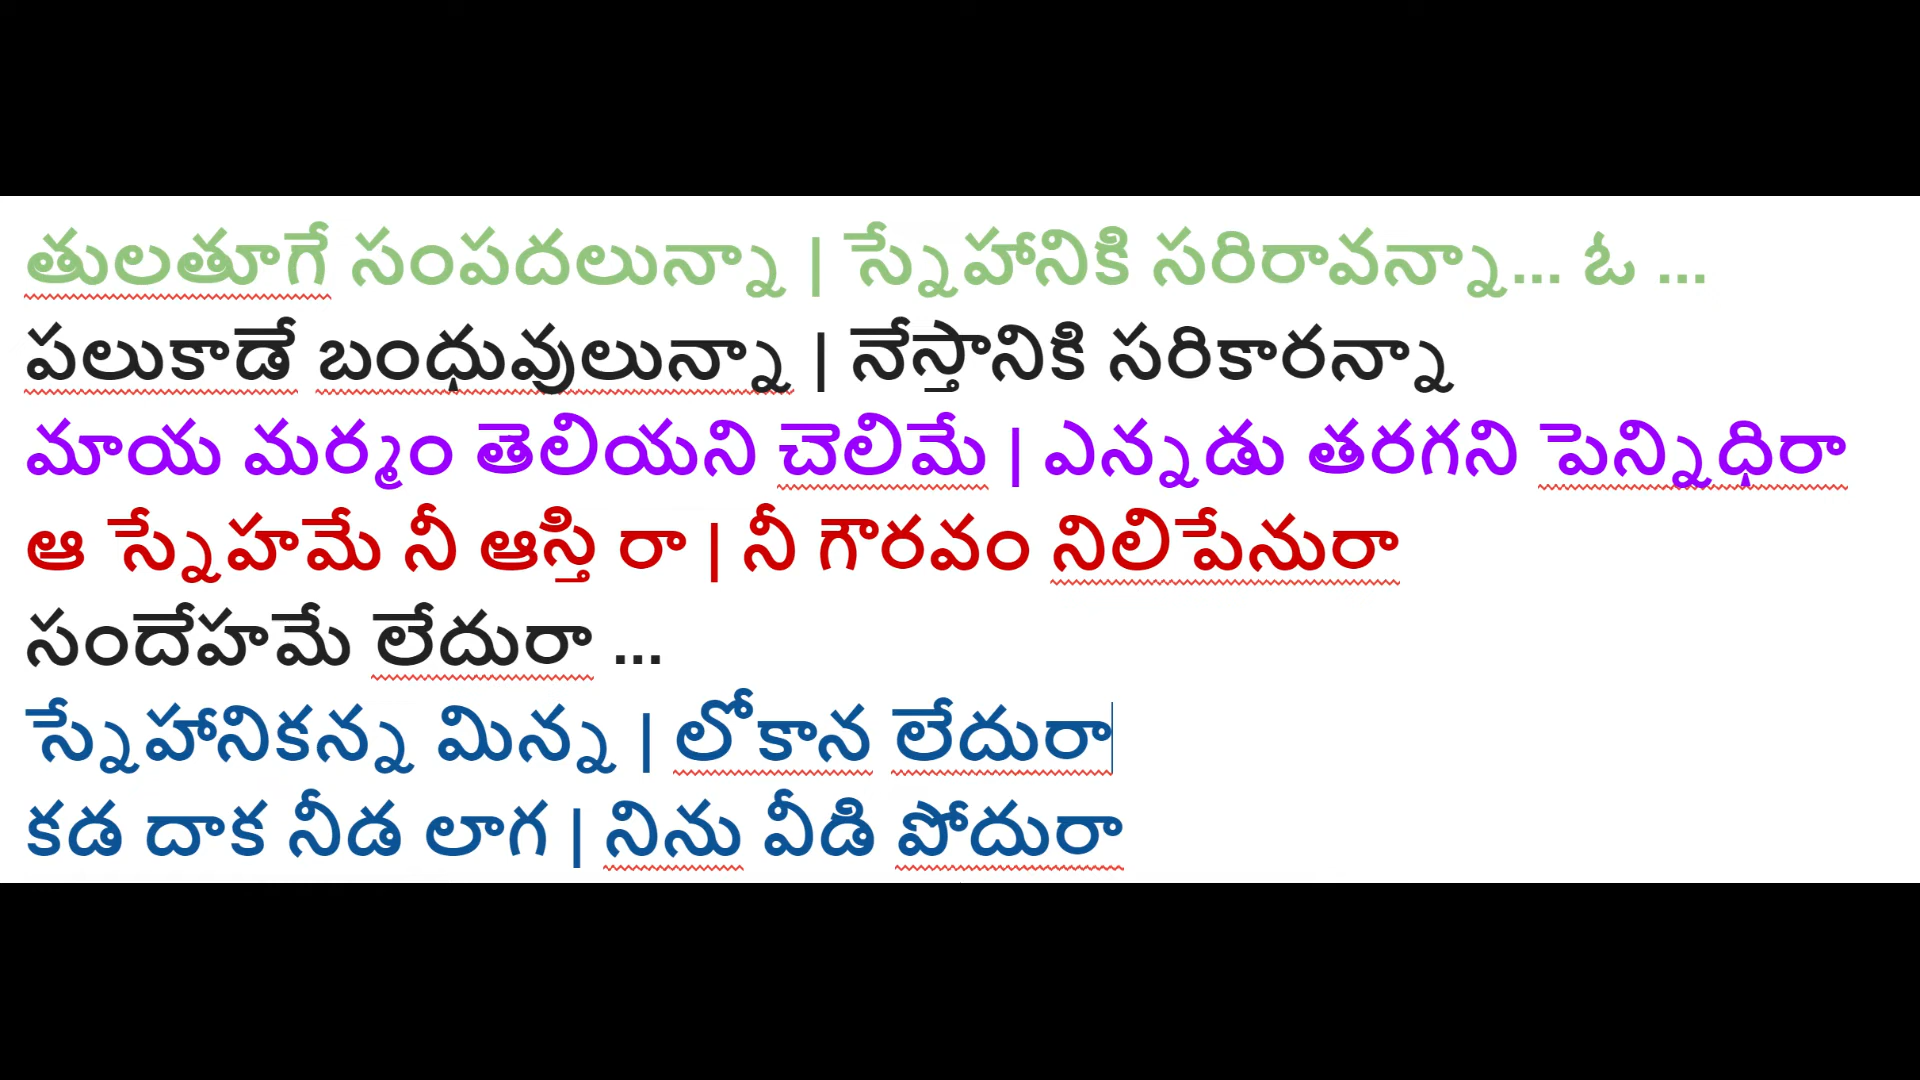 తులతూగే సంపదలున్నా | స్నేహానికి సరిరావన్నా... ఓ ...
పలుకాడే బంధువులున్నా | నేస్తానికి సరికారన్నా
మాయ మర్మం తెలియని చెలిమే | ఎన్నడు తరగని పెన్నిధిరా
ఆ స్నేహమే నీ ఆస్తి రా | నీ గౌరవం నిలిపేనురా
సందేహమే లేదురా ...
స్నేహానికన్న మిన్న | లోకాన లేదురా
కడ దాక నీడ లాగ | నిను వీడి పోదురా